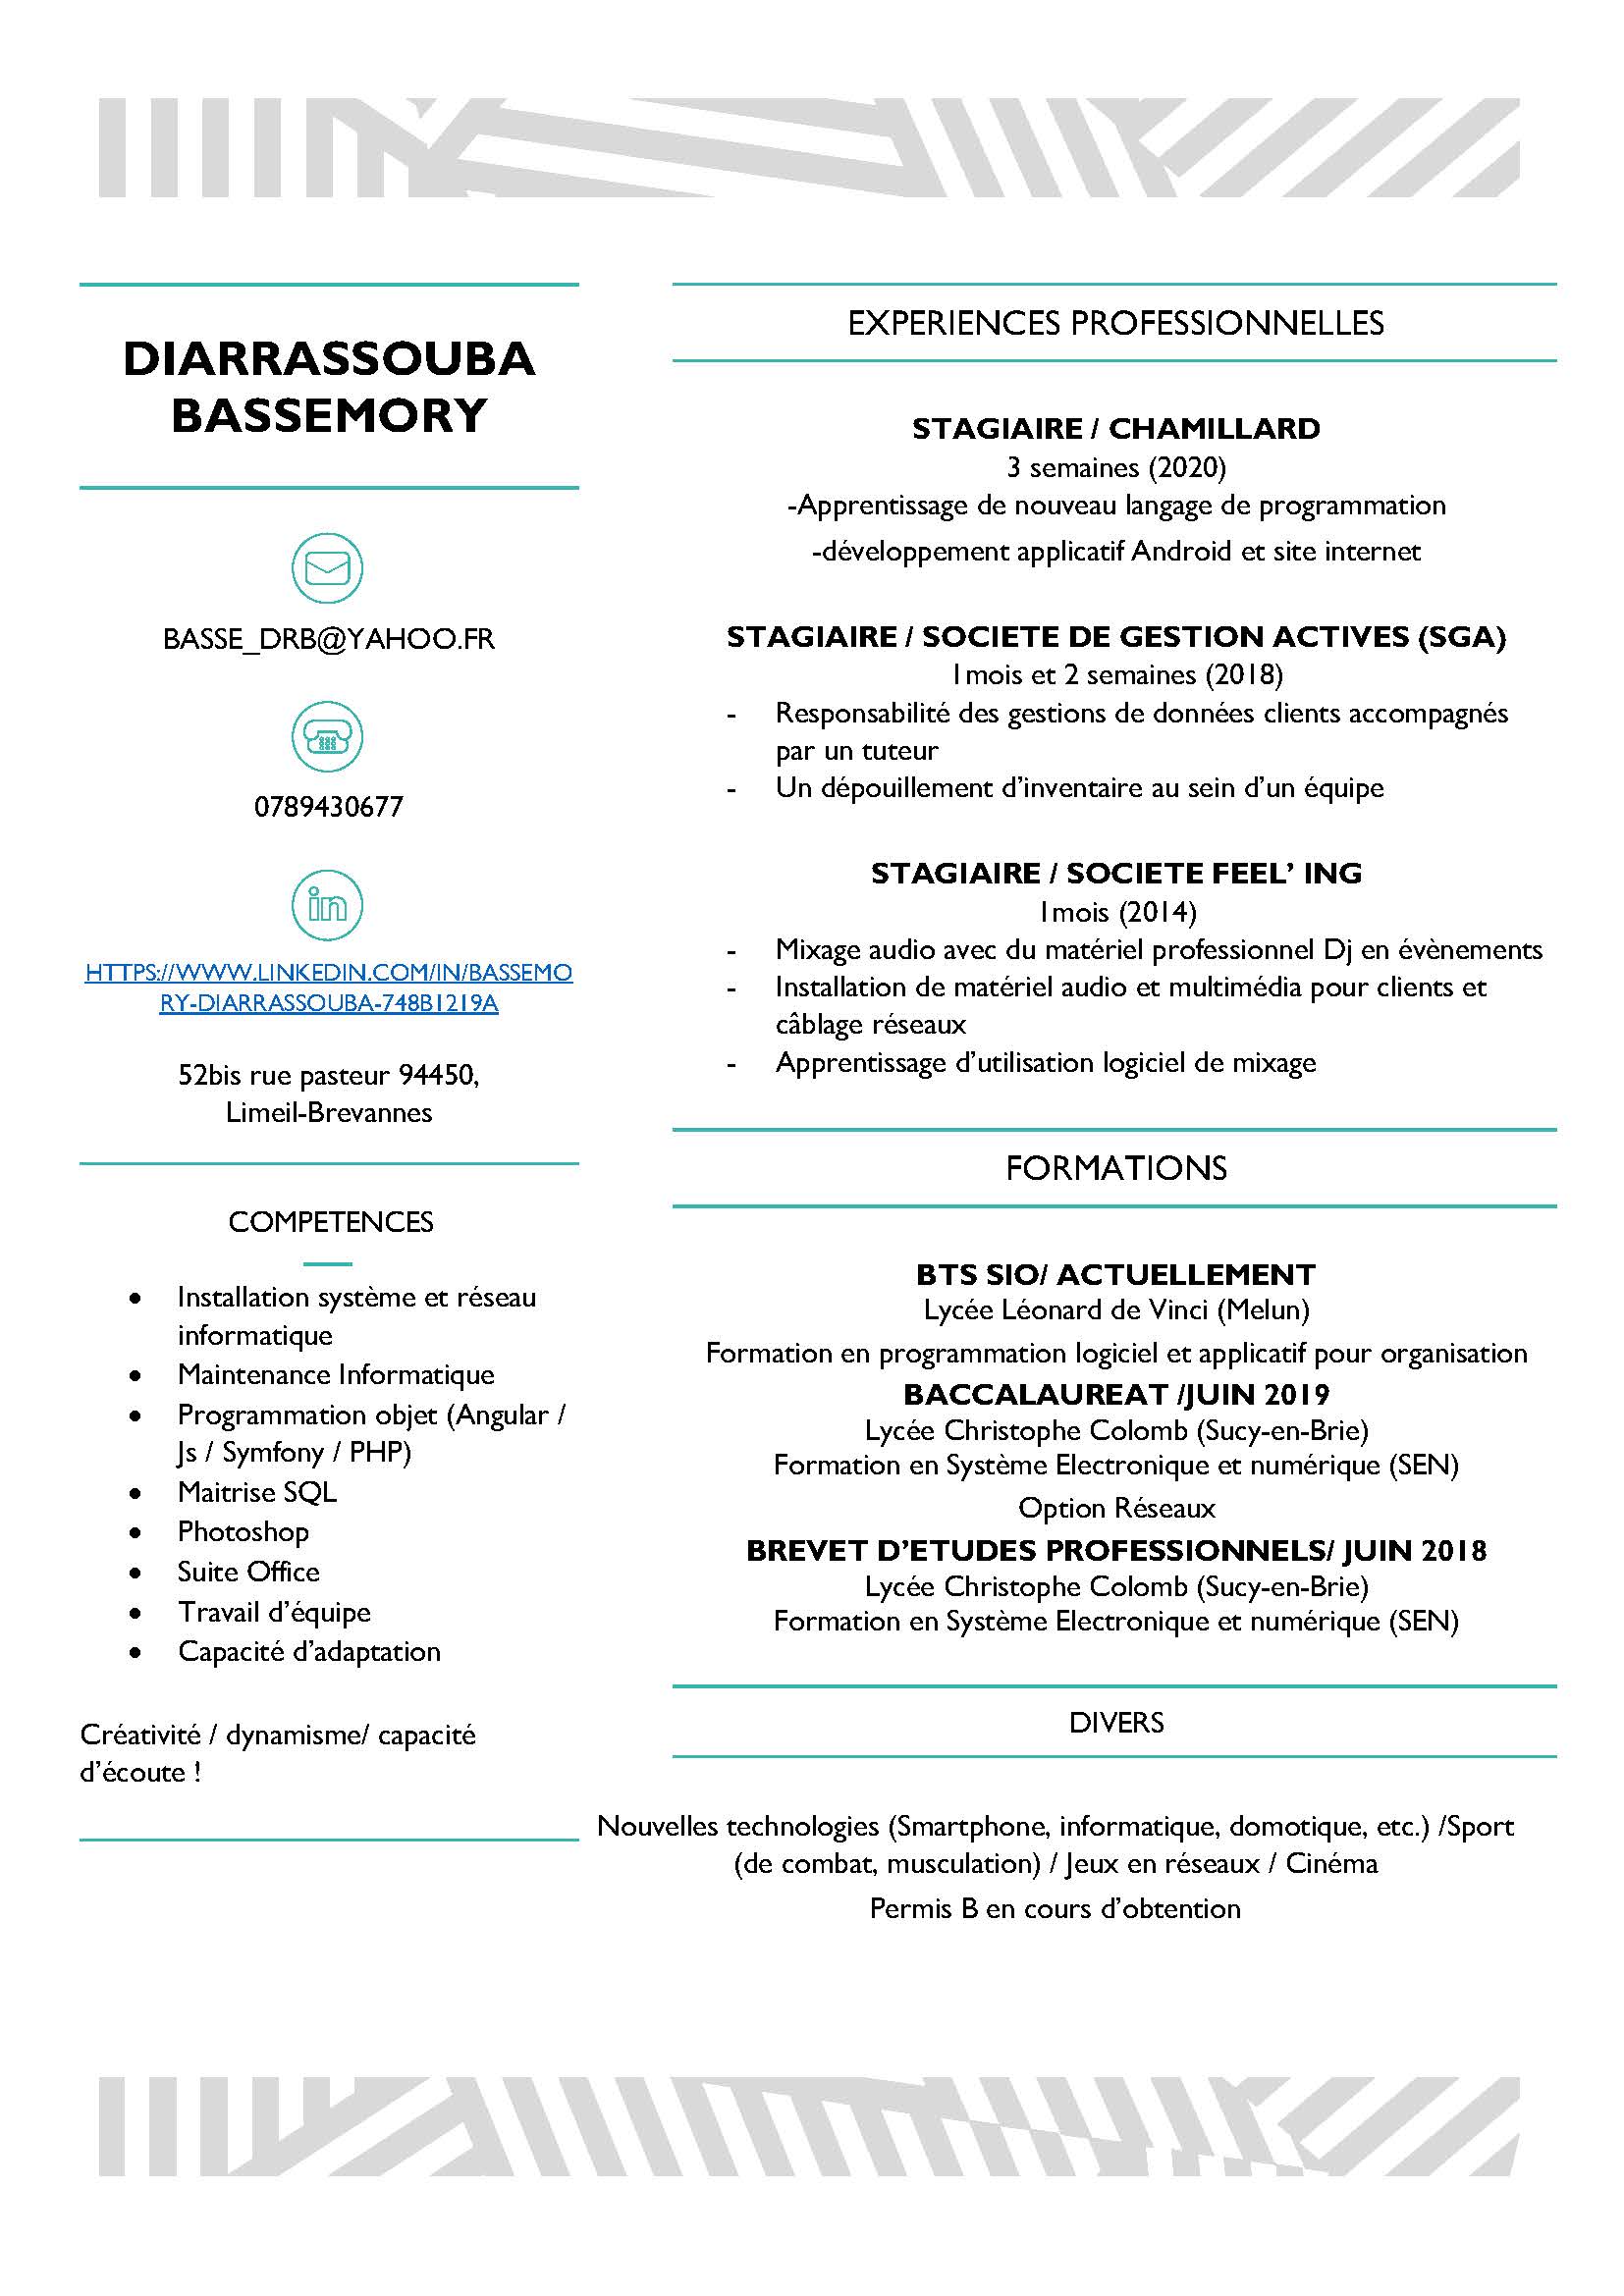 DIARRASSOUBA
BASSEMORY
BASSE_DRB@YAHOO.FR
0789430677
in
HTTPS://WWW.LINKEDIN.COM/IN/BASSEMO
RY-DIARRASSOUBA-748B1219A
52bis rue pasteur 94450,
Limeil-Brevannes
COMPETENCES
• Installation système et réseau
informatique
• Maintenance Informatique
• Programmation objet (Angular /
Js / Symfony / PHP)
• Maitrise SQL
• Photoshop
• Suite Office
• Travail d’équipe
• Capacité d’adaptation
Créativité / dynamisme/ capacité
d’écoute !
EXPERIENCES PROFESSIONNELLES
STAGIAIRE / CHAMILLARD
3 semaines (2020)
-Apprentissage de nouveau langage de programmation
-développement applicatif Android et site internet
STAGIAIRE / SOCIETE DE GESTION ACTIVES (SGA)
1mois et 2 semaines (2018)
- Responsabilité des gestions de données clients accompagnés
par un tuteur
- Un dépouillement d’inventaire au sein d’un équipe
STAGIAIRE / SOCIETE FEEL’ ING
1mois (2014)
- Mixage audio avec du matériel professionnel Dj en évènements
- Installation de matériel audio et multimédia pour clients et
câblage réseaux
- Apprentissage d’utilisation logiciel de mixage
FORMATIONS
BTS SIO/ ACTUELLEMENT
Lycée Léonard de Vinci (Melun)
Formation en programmation logiciel et applicatif pour organisation
BACCALAUREAT /JUIN 2019
Lycée Christophe Colomb (Sucy-en-Brie)
Formation en Système Electronique et numérique (SEN)
Option Réseaux
BREVET D’ETUDES PROFESSIONNELS/ JUIN 2018
Lycée Christophe Colomb (Sucy-en-Brie)
Formation en Système Electronique et numérique (SEN)
DIVERS
Nouvelles technologies (Smartphone, informatique, domotique, etc.) /Sport
(de combat, musculation) / Jeux en réseaux / Cinéma
Permis B en cours d’obtention